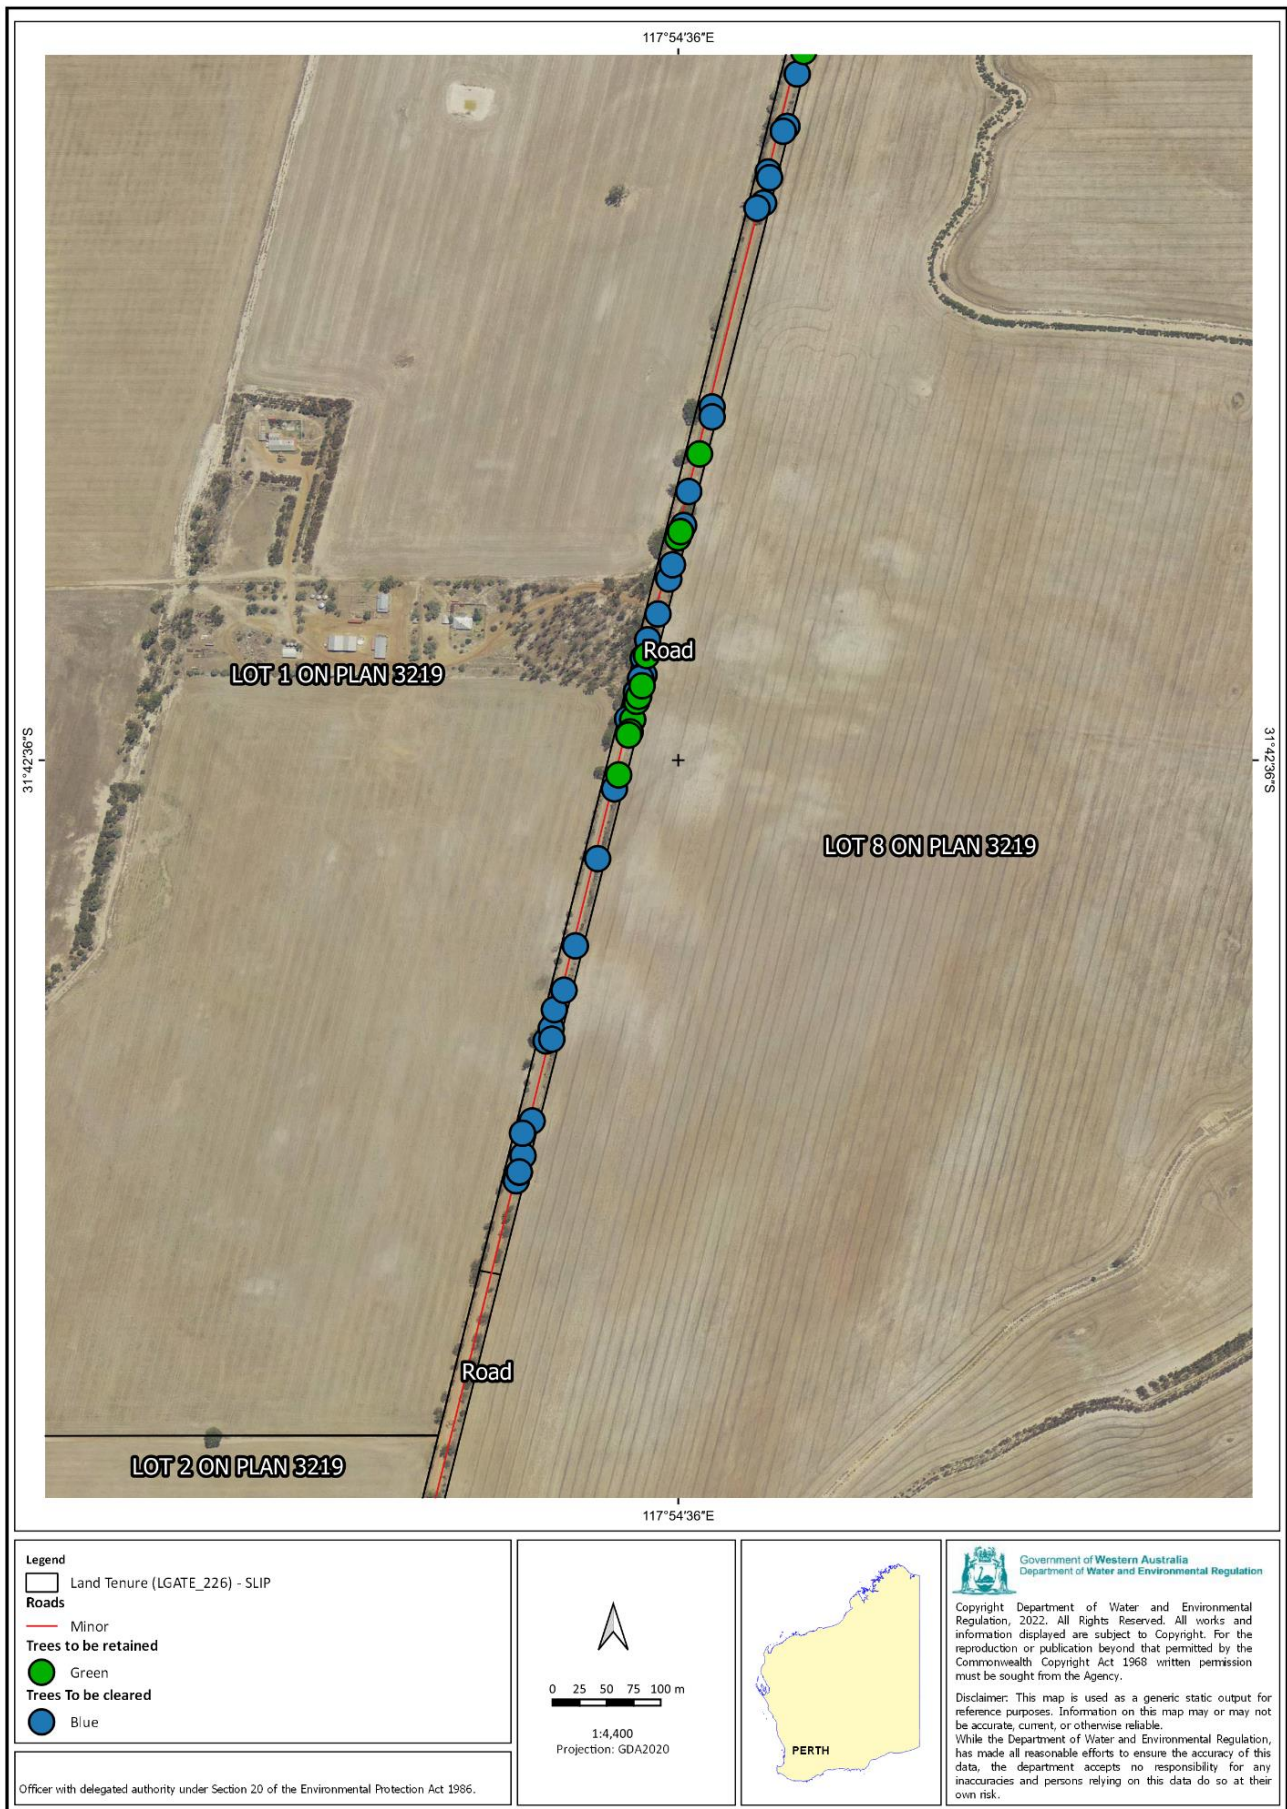 117°54′36″E
Road
LOT 1 ON PLAN 3219
31°42′36″S
31°42′36″S
LOT 8 ON PLAN 3219
Road
LOT 2 ON PLAN 3219
117°54′36″E
Legend
Land Tenure (LGATE_226) - SLIP
Roads
Minor
Trees to be retained
Green
Trees To be cleared
Blue
Officer with delegated authority under Section 20 of the Environmental Protection Act 1986.
0 25 50 75 100 m
1:4,400
Projection: GDA2020
PERTH
Government of Western Australia
Department of Water and Environmental Regulation
Copyright Department of Water and Environmental
Regulation, 2022. All Rights Reserved. All works and
information displayed are subject to Copyright. For the
reproduction or publication beyond that permitted by the
Commonwealth Copyright Act 1968 written permission
must be sought from the Agency.
Disclaimer: This map is used as a generic static output for
reference purposes. Information on this map may or may not
be accurate, current, or otherwise reliable.
While the Department of Water and Environmental Regulation,
has made all reasonable efforts to ensure the accuracy of this
data, the department accepts no responsibility for any
inaccuracies and persons relying on this data do so at their
own risk.